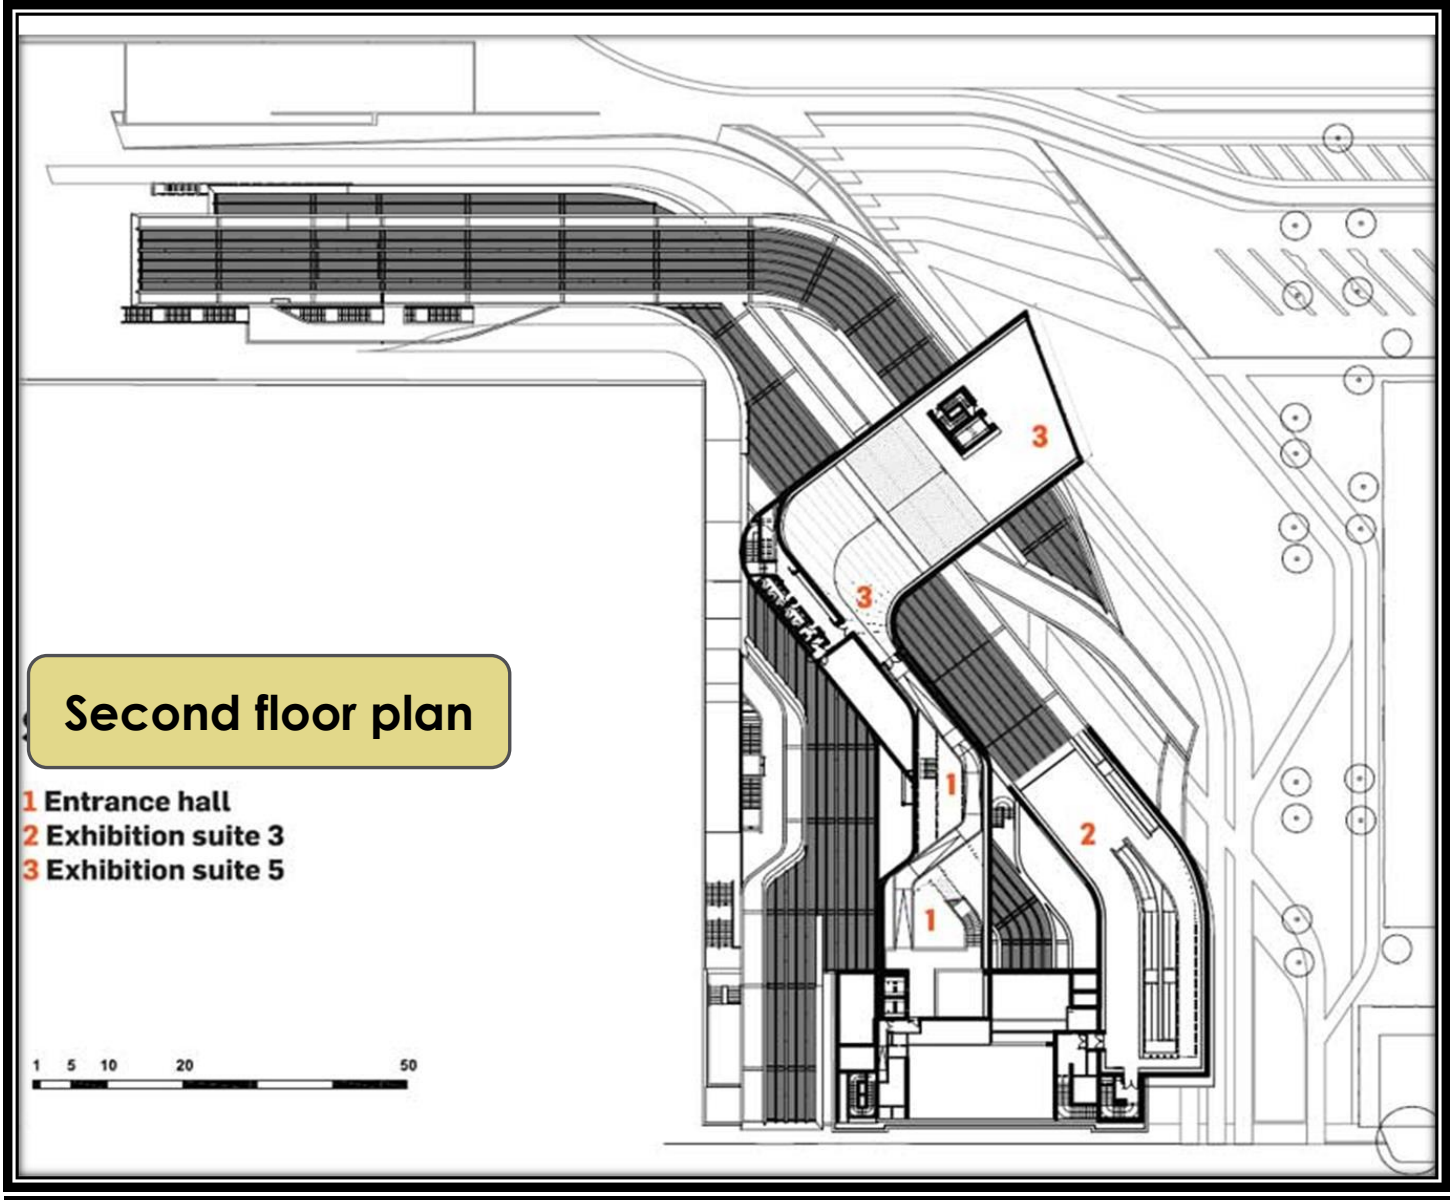 3
3
Second floor plan
1
1 Entrance hall
2 Exhibition suite 3
2
3 Exhibition suite 5
1
1 5 10 20 50